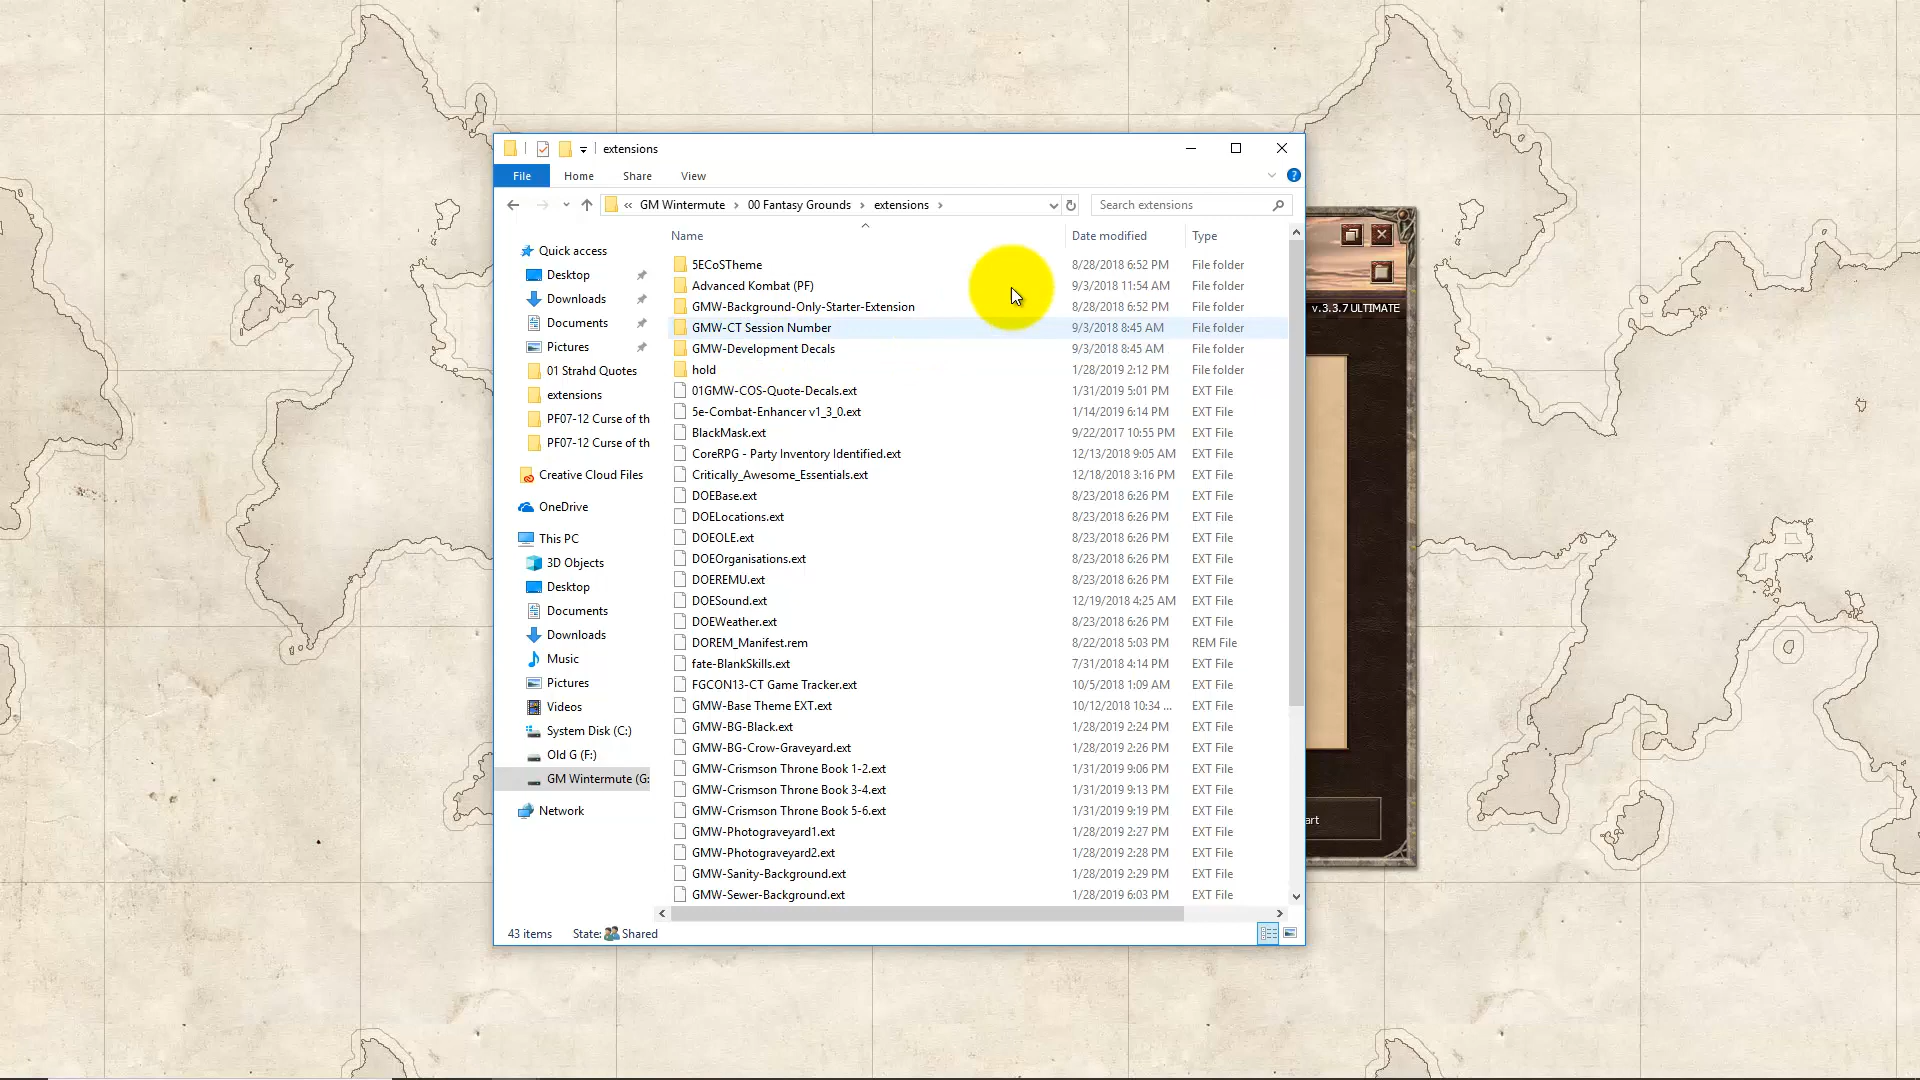 extensions
File Home Share View
« GM Wintermute > 00 Fantasy Grounds > extensions >
Search extensions
Name Date modified Type
Quick access
Desktop
Downloads
Documents
Pictures
01 Strahd Quotes
extensions
PF07-12 Curse of th
PF07-12 Curse of th
Creative Cloud Files
OneDrive
This PC
3D Objects
Desktop
Documents
Downloads
Music
Pictures
Videos
System Disk (C:)
Old G (F:)
GM Wintermute (G:
Network
5ECoSTheme 8/28/2018 6:52 PM File folder
Advanced Kombat (PF) 9/3/2018 11:54 AM File folder
GMW-Background-Only-Starter-Extension 8/28/2018 6:52 PM File folder
GMW-CT Session Number 9/3/2018 8:45 AM File folder
GMW-Development Decals 9/3/2018 8:45 AM File folder
hold 1/28/2019 2:12 PM File folder
01GMW-COS-Quote-Decals.ext 1/31/2019 5:01 PM EXT File
5e-Combat-Enhancer v1_3_0.ext 1/14/2019 6:14 PM EXT File
BlackMask.ext 9/22/2017 10:55 PM EXT File
CoreRPG - Party Inventory Identified.ext 12/13/2018 9:05 AM EXT File
Critically_Awesome_Essentials.ext 12/18/2018 3:16 PM EXT File
DOEBase.ext 8/23/2018 6:26 PM EXT File
DOELocations.ext 8/23/2018 6:26 PM EXT File
DOEOLE.ext 8/23/2018 6:26 PM EXT File
DOEOrganisations.ext 8/23/2018 6:26 PM EXT File
DOEREMU.ext 8/23/2018 6:26 PM EXT File
DOESound.ext 12/19/2018 4:25 AM EXT File
DOEWeather.ext 8/23/2018 6:26 PM EXT File
DOREM_Manifest.rem 8/22/2018 5:03 PM REM File
fate-BlankSkills.ext 7/31/2018 4:14 PM EXT File
FGCON13-CT Game Tracker.ext 10/5/2018 1:09 AM EXT File
GMW-Base Theme EXT.ext 10/12/2018 10:34 ... EXT File
GMW-BG-Black.ext 1/28/2019 2:24 PM EXT File
GMW-BG-Crow-Graveyard.ext 1/28/2019 2:26 PM EXT File
GMW-Crismson Throne Book 1-2.ext 1/31/2019 9:06 PM EXT File
GMW-Crismson Throne Book 3-4.ext 1/31/2019 9:13 PM EXT File
GMW-Crismson Throne Book 5-6.ext 1/31/2019 9:19 PM EXT File
GMW-Photograveyard1.ext 1/28/2019 2:27 PM EXT File
GMW-Photograveyard2.ext 1/28/2019 2:28 PM EXT File
GMW-Sanity-Background.ext 1/28/2019 2:29 PM EXT File
GMW-Sewer-Background.ext 1/28/2019 6:03 PM EXT File
43 items State: Shared
v.3.3.7 ULTIMATE
art